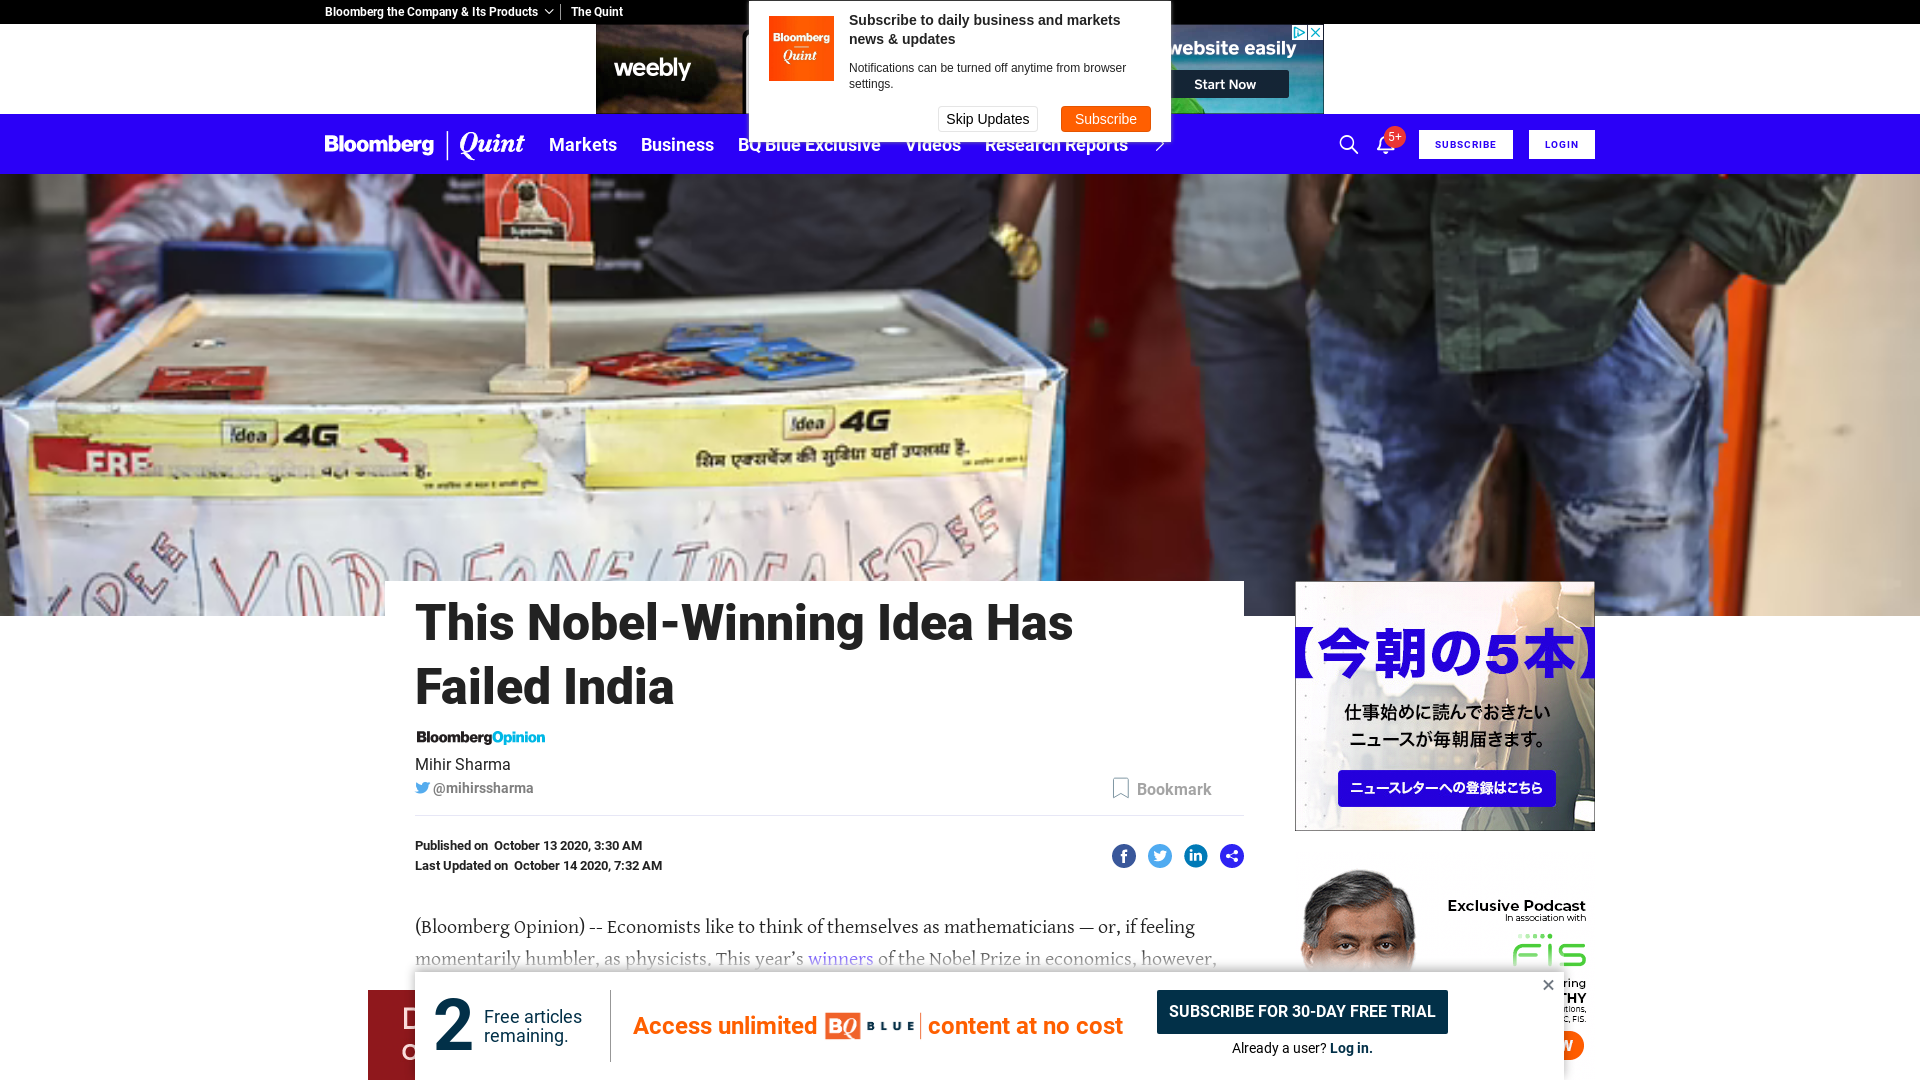 Bloomberg the Company & Its Products
The Quint
Subscribe to daily business and markets
news & updates
Notifications can be turned off anytime from browser
settings.
Skip Updates
Subscribe
Bloomberg
Quint
weebly
website easily
Start Now
Bloomberg | Quint
Markets
Business
BQ Blue Exclusive
Videos
Research Reports
5+
SUBSCRIBE
LOGIN
Idea 4G
FRE
Idea 4G
सिम एक्सचेंज की सुविधा यहाँ उपलब्ध है.
VODAFONE/IDEA/FREE
This Nobel-Winning Idea Has
Failed India
BloombergOpinion
Mihir Sharma
@mihirssharma
Bookmark
Published on October 13 2020, 3:30 AM
Last Updated on October 14 2020, 7:32 AM
(Bloomberg Opinion) -- Economists like to think of themselves as mathematicians — or, if feeling
momentarily humbler, as physicists. This year’s winners of the Nobel Prize in economics, however,
【今朝の5本】
仕事始めに読んでおきたい
ニュースが毎朝届きます。
ニュースレターへの登録はこちら
Exclusive Podcast
In association with
FIS
2
Free articles
remaining.
Access unlimited BQ BLUE | content at no cost
SUBSCRIBE FOR 30-DAY FREE TRIAL
Already a user? Log in.